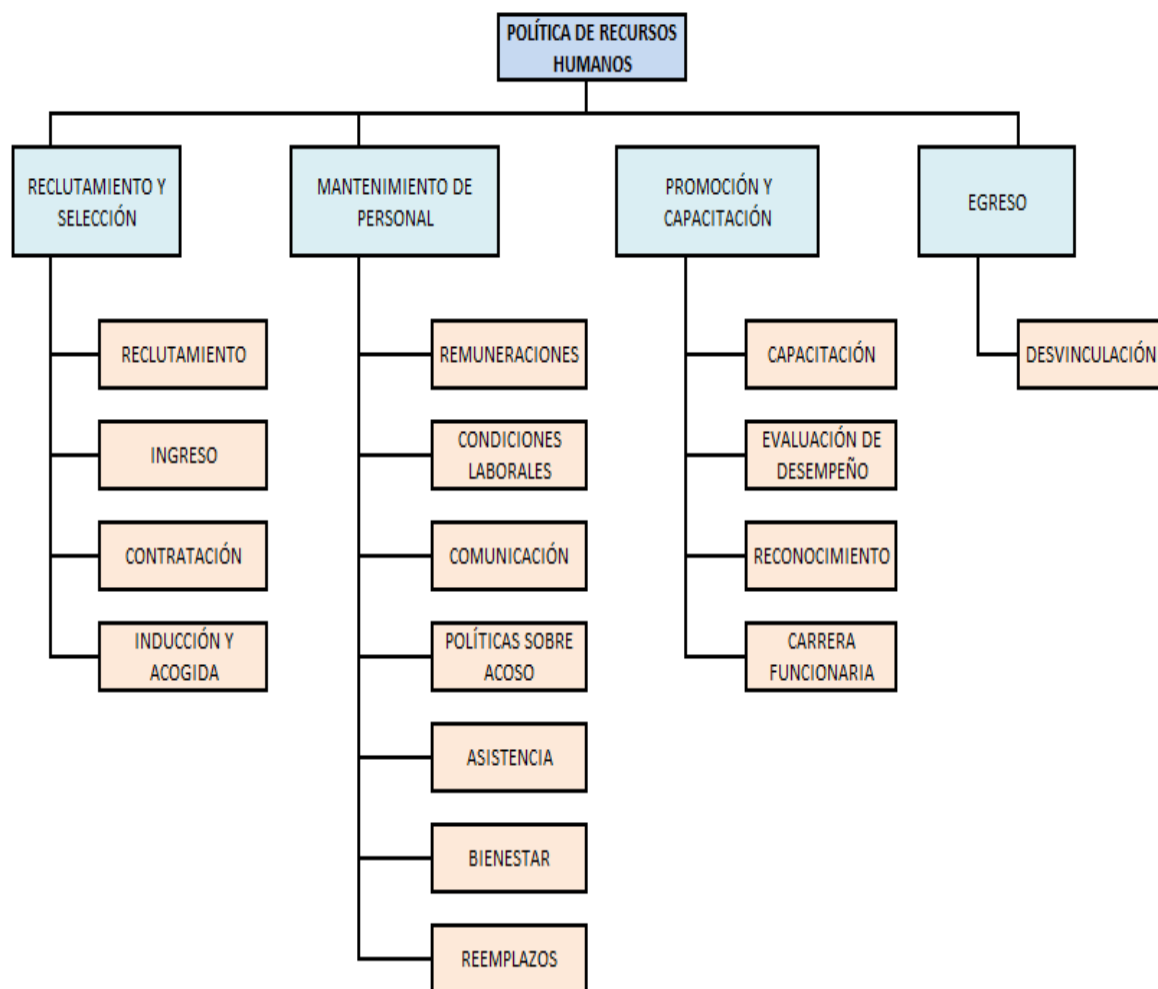 POLÍTICA DE RECURSOS
HUMANOS
RECLUTAMIENTO Y
SELECCIÓN
MANTENIMIENTO DE
PERSONAL
PROMOCIÓN Y
CAPACITACIÓN
EGRESO
RECLUTAMIENTO
INGRESO
CONTRATACIÓN
INDUCCIÓN Y
ACOGIDA
REMUNERACIONES
CONDICIONES
LABORALES
COMUNICACIÓN
POLÍTICAS SOBRE
ACOSO
ASISTENCIA
BIENESTAR
REEMPLAZOS
CAPACITACIÓN
EVALUACIÓN DE
DESEMPEÑO
RECONOCIMIENTO
CARRERA
FUNCIONARIA
DESVINCULACIÓN